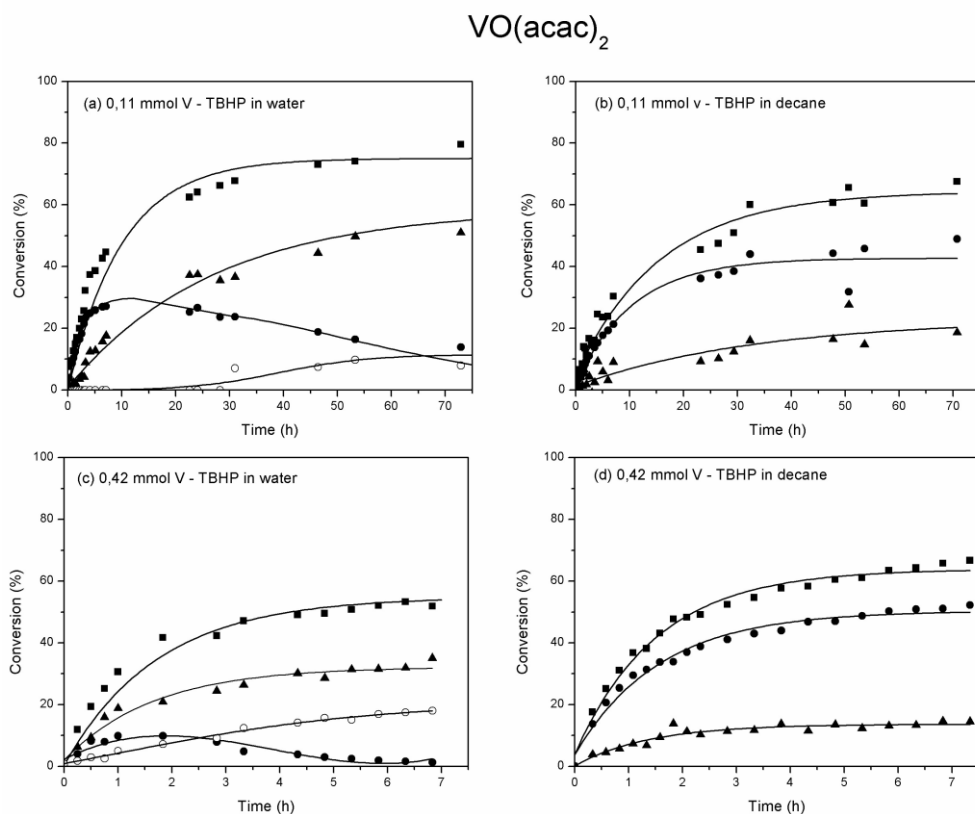 VO(acac)2
(a) 0,11 mmol V - TBHP in water
100
80
60
40
20
0
Conversion (%)
0 10 20 30 40 50 60 70
Time (h)
(b) 0,11 mmol v - TBHP in decane
100
80
60
40
20
0
Conversion (%)
0 10 20 30 40 50 60 70
Time (h)
(c) 0,42 mmol V - TBHP in water
100
80
60
40
20
0
Conversion (%)
0 1 2 3 4 5 6 7
Time (h)
(d) 0,42 mmol V - TBHP in decane
100
80
60
40
20
0
Conversion (%)
0 1 2 3 4 5 6 7
Time (h)